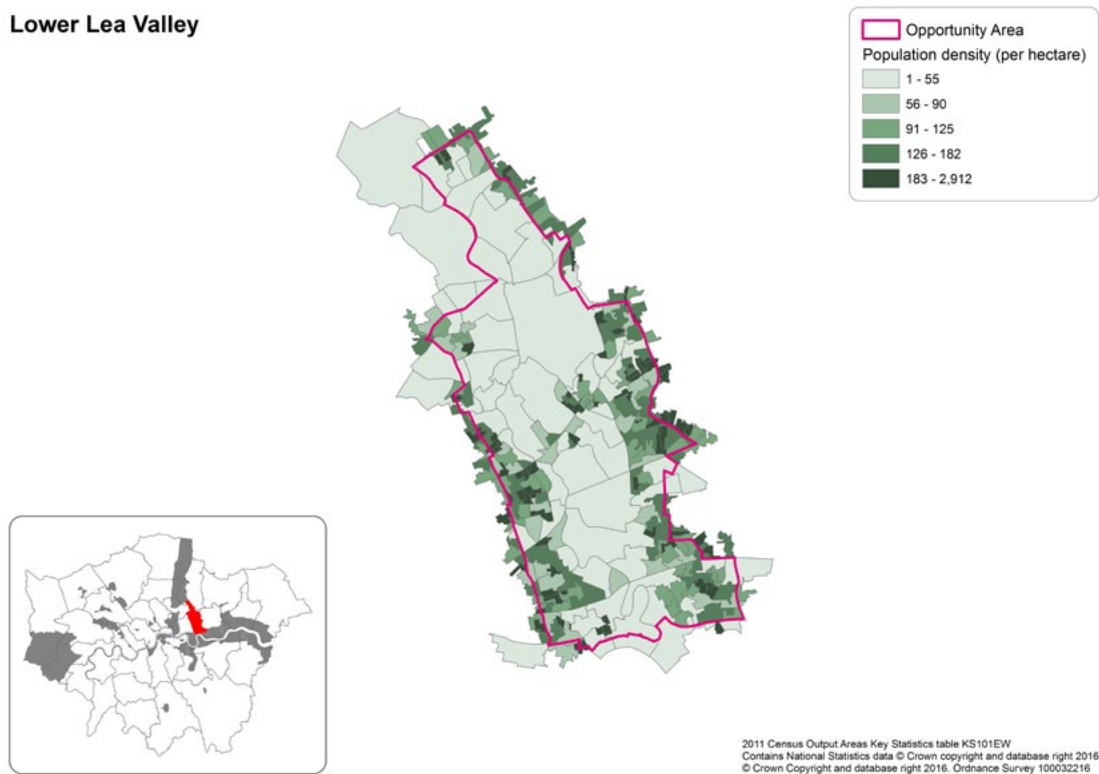 Lower Lea Valley
Opportunity Area
Population density (per hectare)
1 - 55
56 - 90
91 - 125
126 - 182
183 - 2,912
2011 Census Output Areas Key Statistics table KS101EW
Contains National Statistics data © Crown copyright and database right 2016
© Crown Copyright and database right 2016. Ordnance Survey 100032216